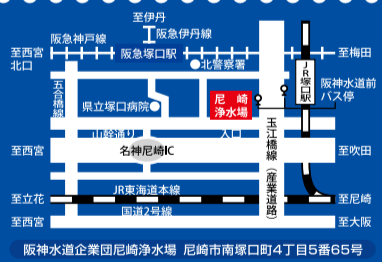 至伊丹
阪急伊丹線
阪急神戸線
至西宮
北口
阪急塚口駅
至梅田
北警察署
JR塚口駅
阪神水道前
バス停
五合橋線
県立塚口病院
尼崎
浄水場
入口
山幹通り
玉江橋線(産業道路)
至西宮
名神尼崎IC
至吹田
JR東海道本線
至立花
至尼崎
国道2号線
至西宮
至大阪
阪神水道企業団尼崎浄水場 尼崎市南塚口町4丁目5番65号